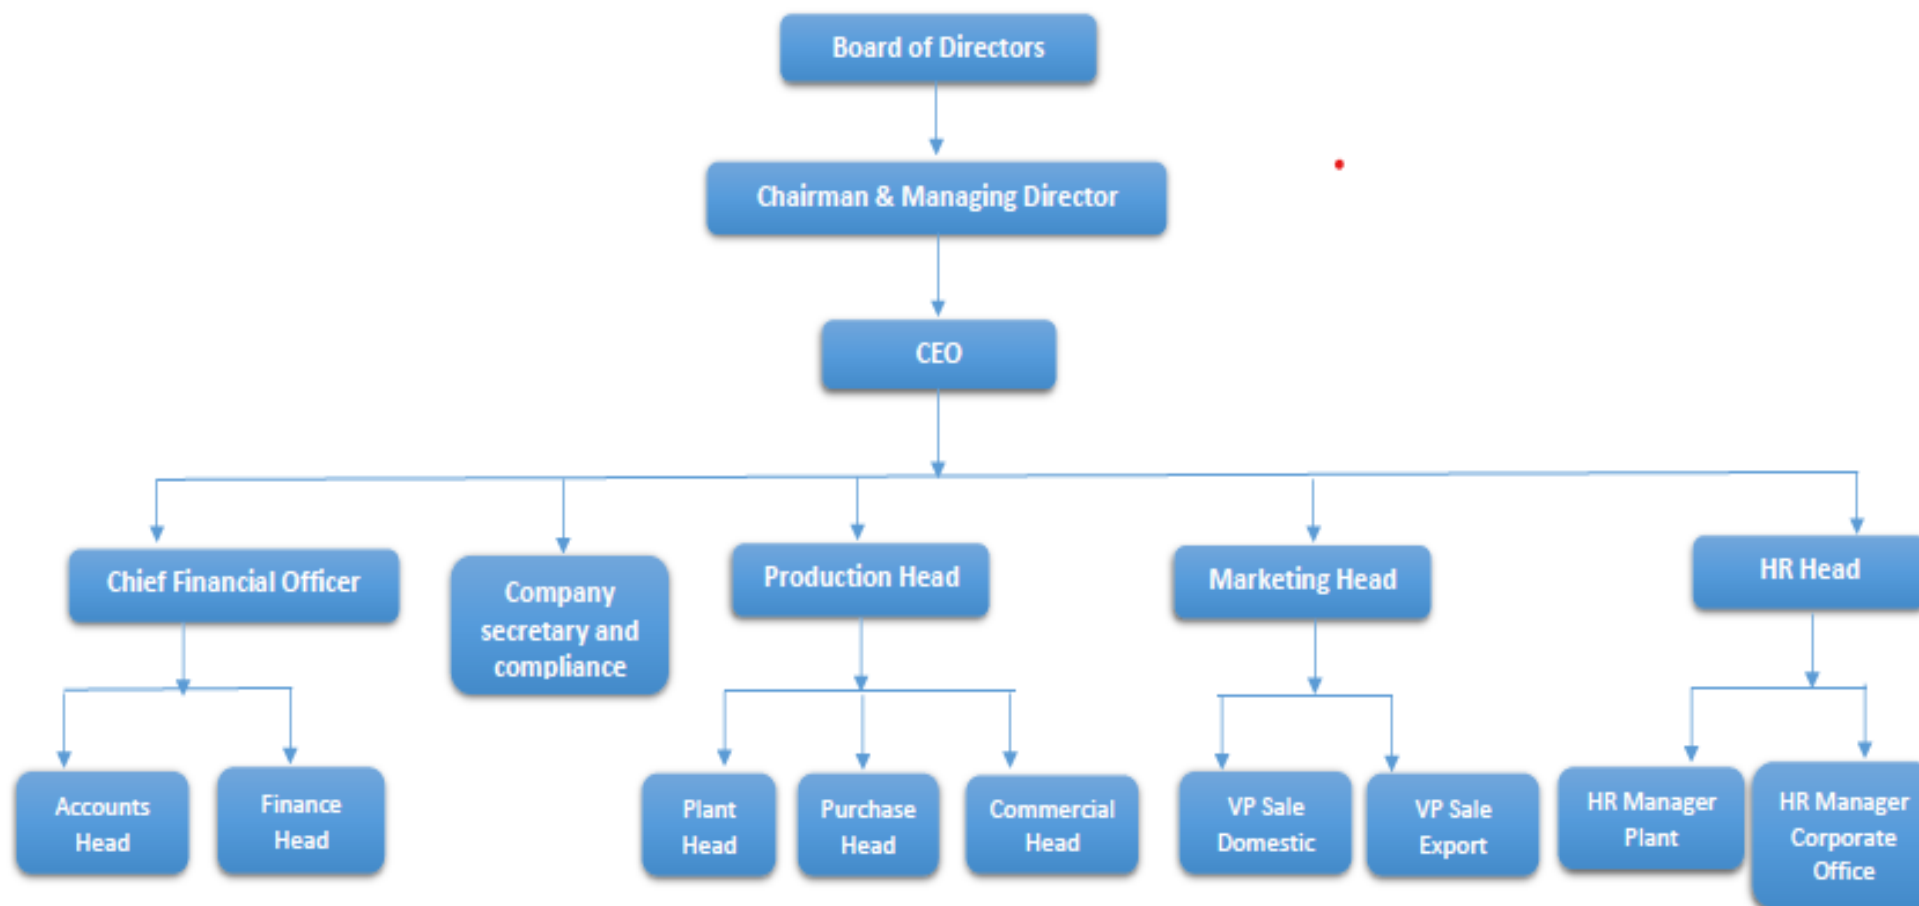 Board of Directors
Chairman & Managing Director
CEO
Chief Financial Officer
Company
secretary and
compliance
Production Head
Marketing Head
HR Head
Accounts
Head
Finance
Head
Plant
Head
Purchase
Head
Commercial
Head
VP Sale
Domestic
VP Sale
Export
HR Manager
Plant
HR Manager
Corporate
Office